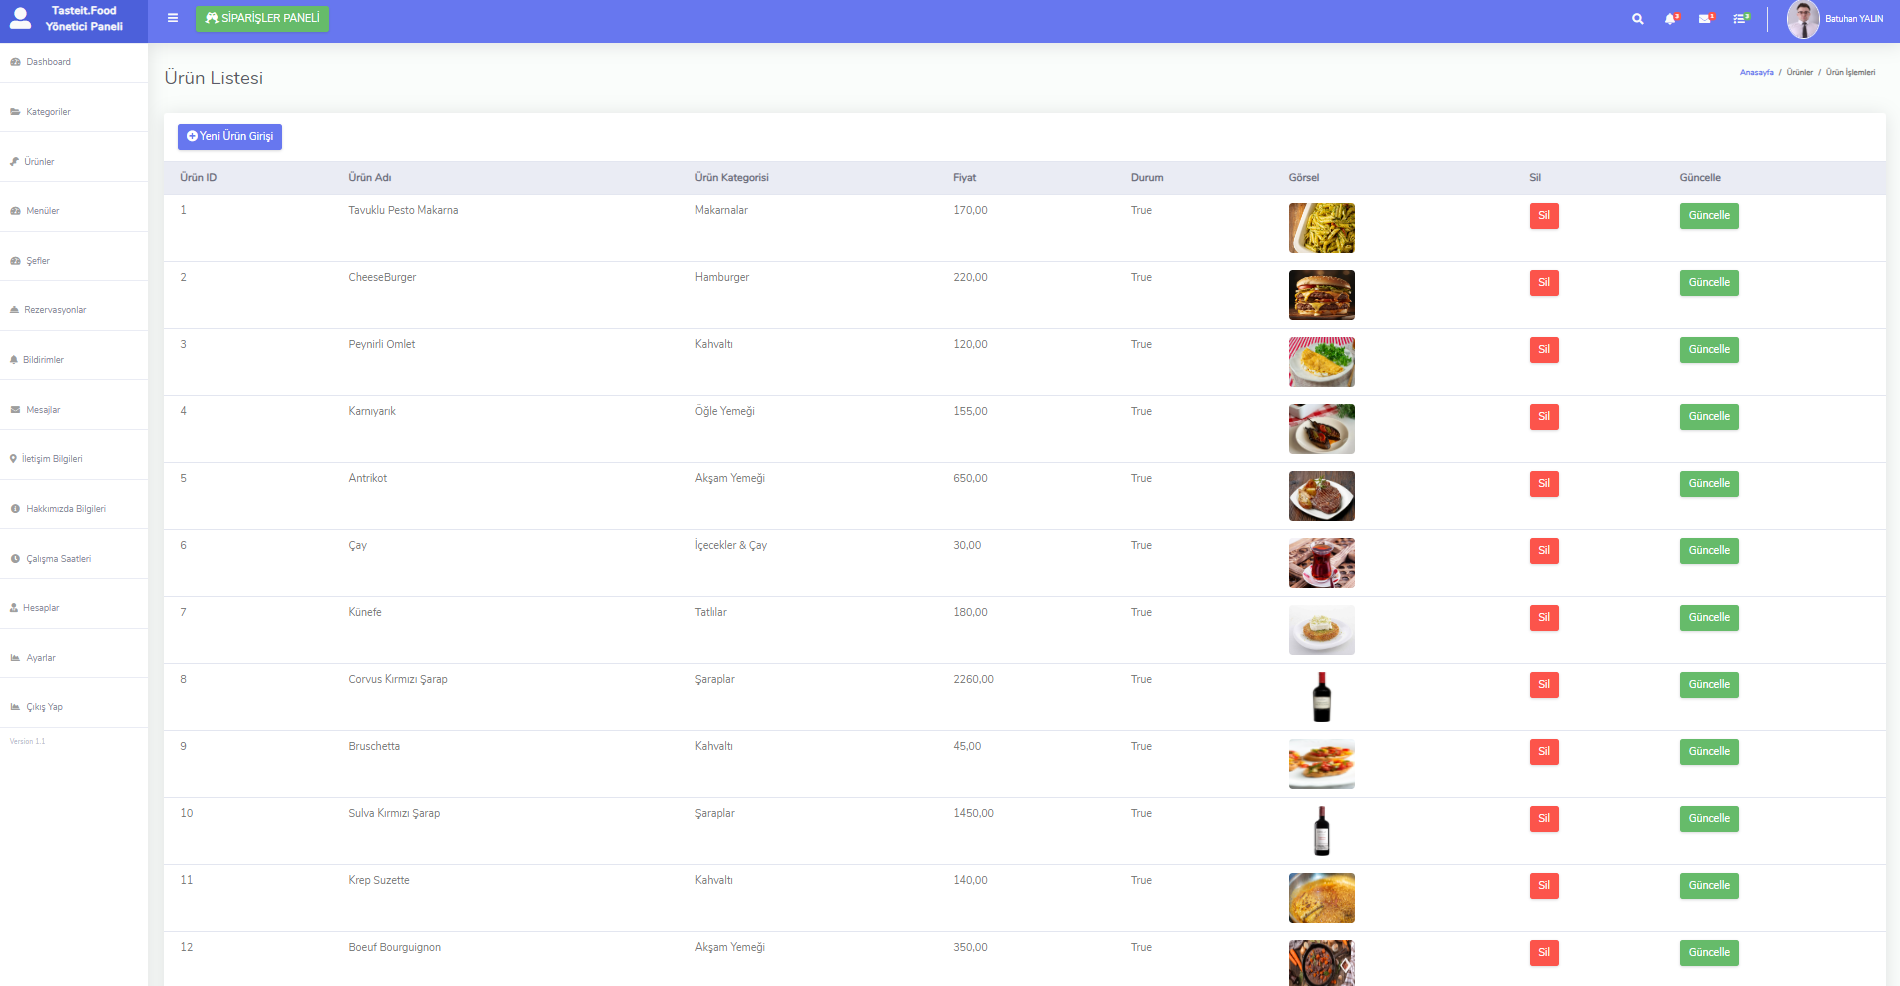 Tasteit.Food
Yönetici Paneli
SİPARİŞLER PANELİ
3
1
3
Batuhan YALIN
Dashboard
Kategoriler
Ürünler
Menüler
Şefler
Rezervasyonlar
Bildirimler
Mesajlar
İletişim Bilgileri
Hakkımızda Bilgileri
Çalışma Saatleri
Hesaplar
Ayarlar
Çıkış Yap
Version 1.1
Ürün Listesi
Anasayfa / Ürünler / Ürün İşlemleri
Yeni Ürün Girişi
Ürün ID Ürün Adı Ürün Kategorisi Fiyat Durum Görsel Sil Güncelle
1 Tavuklu Pesto Makarna Makarnalar 170,00 True Sil Güncelle
2 CheeseBurger Hamburger 220,00 True Sil Güncelle
3 Peynirli Omlet Kahvaltı 120,00 True Sil Güncelle
4 Karnıyarık Öğle Yemeği 155,00 True Sil Güncelle
5 Antrikot Akşam Yemeği 650,00 True Sil Güncelle
6 Çay İçecekler & Çay 30,00 True Sil Güncelle
7 Künefe Tatlılar 180,00 True Sil Güncelle
8 Corvus Kırmızı Şarap Şaraplar 2260,00 True Sil Güncelle
9 Bruschetta Kahvaltı 45,00 True Sil Güncelle
10 Sulva Kırmızı Şarap Şaraplar 1450,00 True Sil Güncelle
11 Krep Suzette Kahvaltı 140,00 True Sil Güncelle
12 Boeuf Bourguignon Akşam Yemeği 350,00 True Sil Güncelle